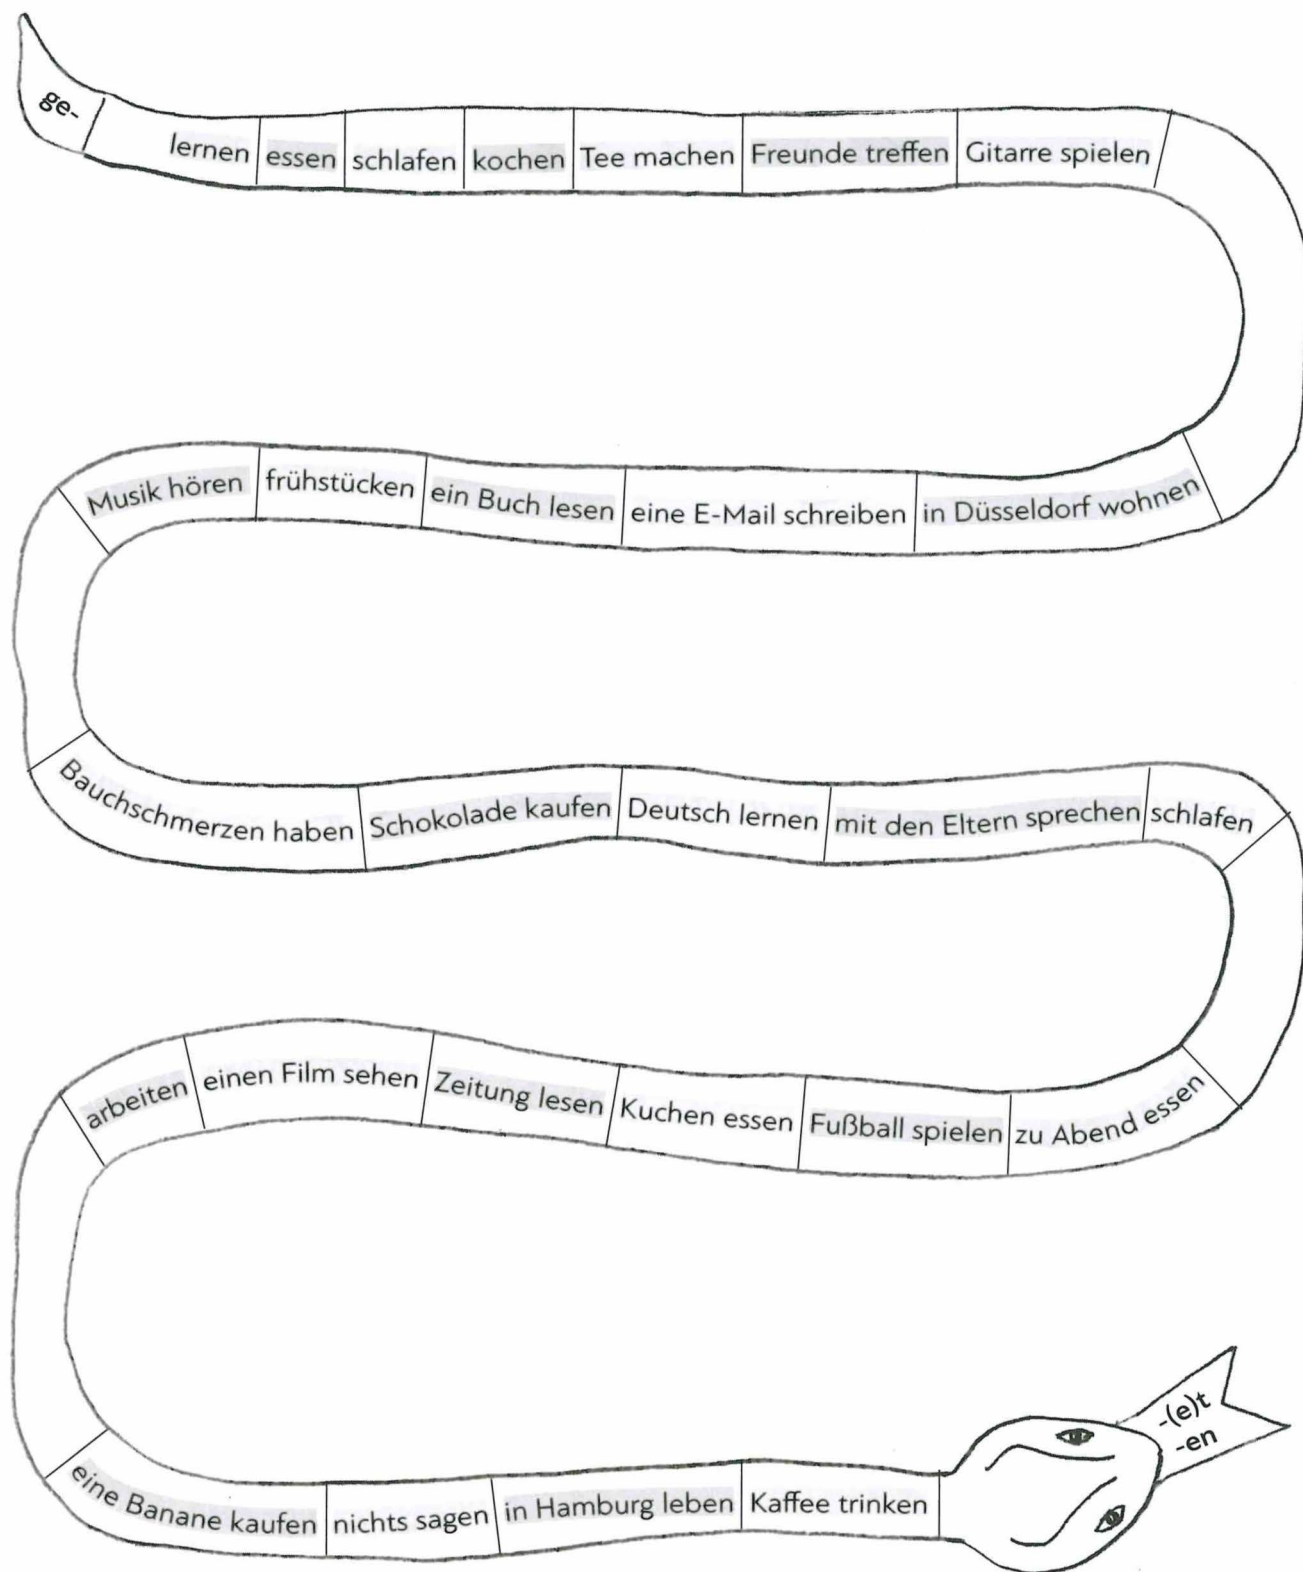 ge-
lernen essen schlafen kochen Tee machen Freunde treffen Gitarre spielen
Musik hören frühstücken ein Buch lesen eine E-Mail schreiben in Düsseldorf wohnen
Bauchschmerzen haben Schokolade kaufen Deutsch lernen mit den Eltern sprechen schlafen
arbeiten einen Film sehen Zeitung lesen Kuchen essen Fußball spielen zu Abend essen
eine Banane kaufen nichts sagen in Hamburg leben Kaffee trinken
-(e)t
-en